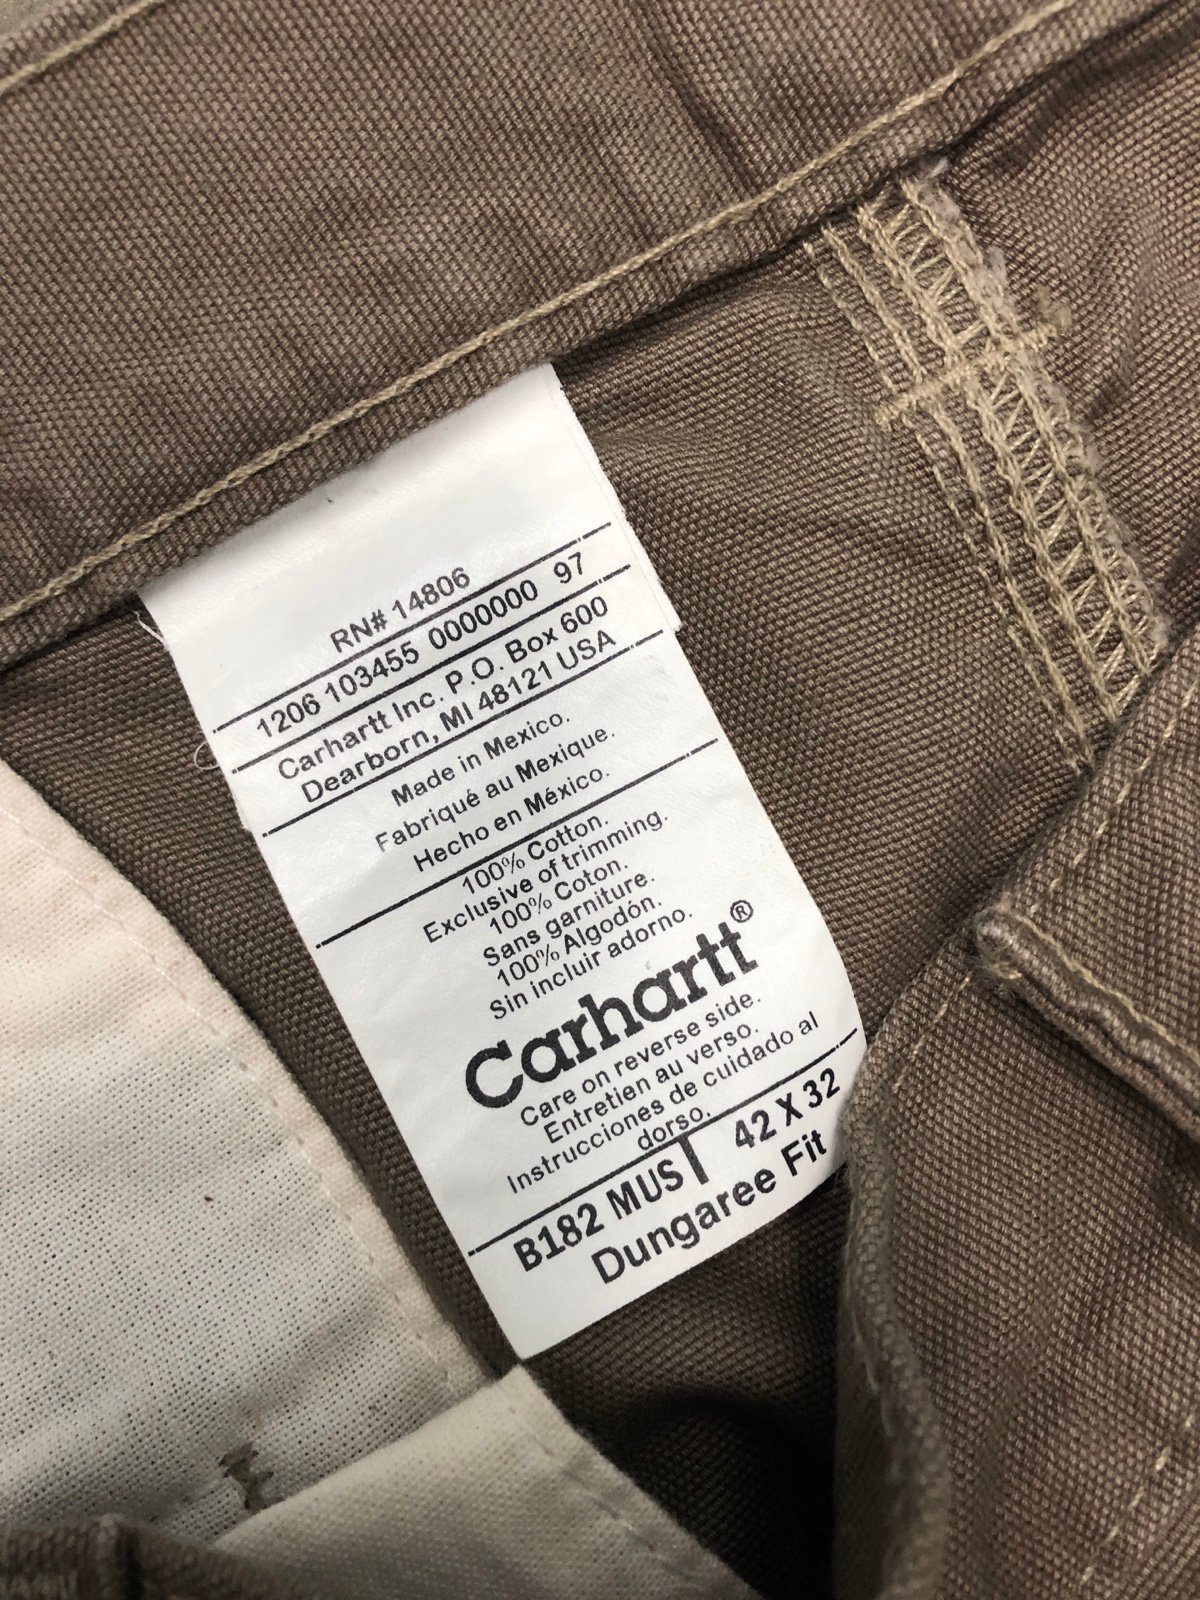 RN# 14806
1206 103455 0000000 97
Carhartt Inc. P.O. Box 600
Dearborn, MI 48121 USA
Made in Mexico.
Fabriqué au Mexique.
Hecho en México.
100% Cotton.
Exclusive of trimming.
100% Coton.
Sans garniture.
100% Algodón.
Sin incluir adorno.
Carhartt®
Care on reverse side.
Entretien au verso.
Instrucciones de cuidado al
dorso.
B182 MUS 42 X 32
Dungaree Fit